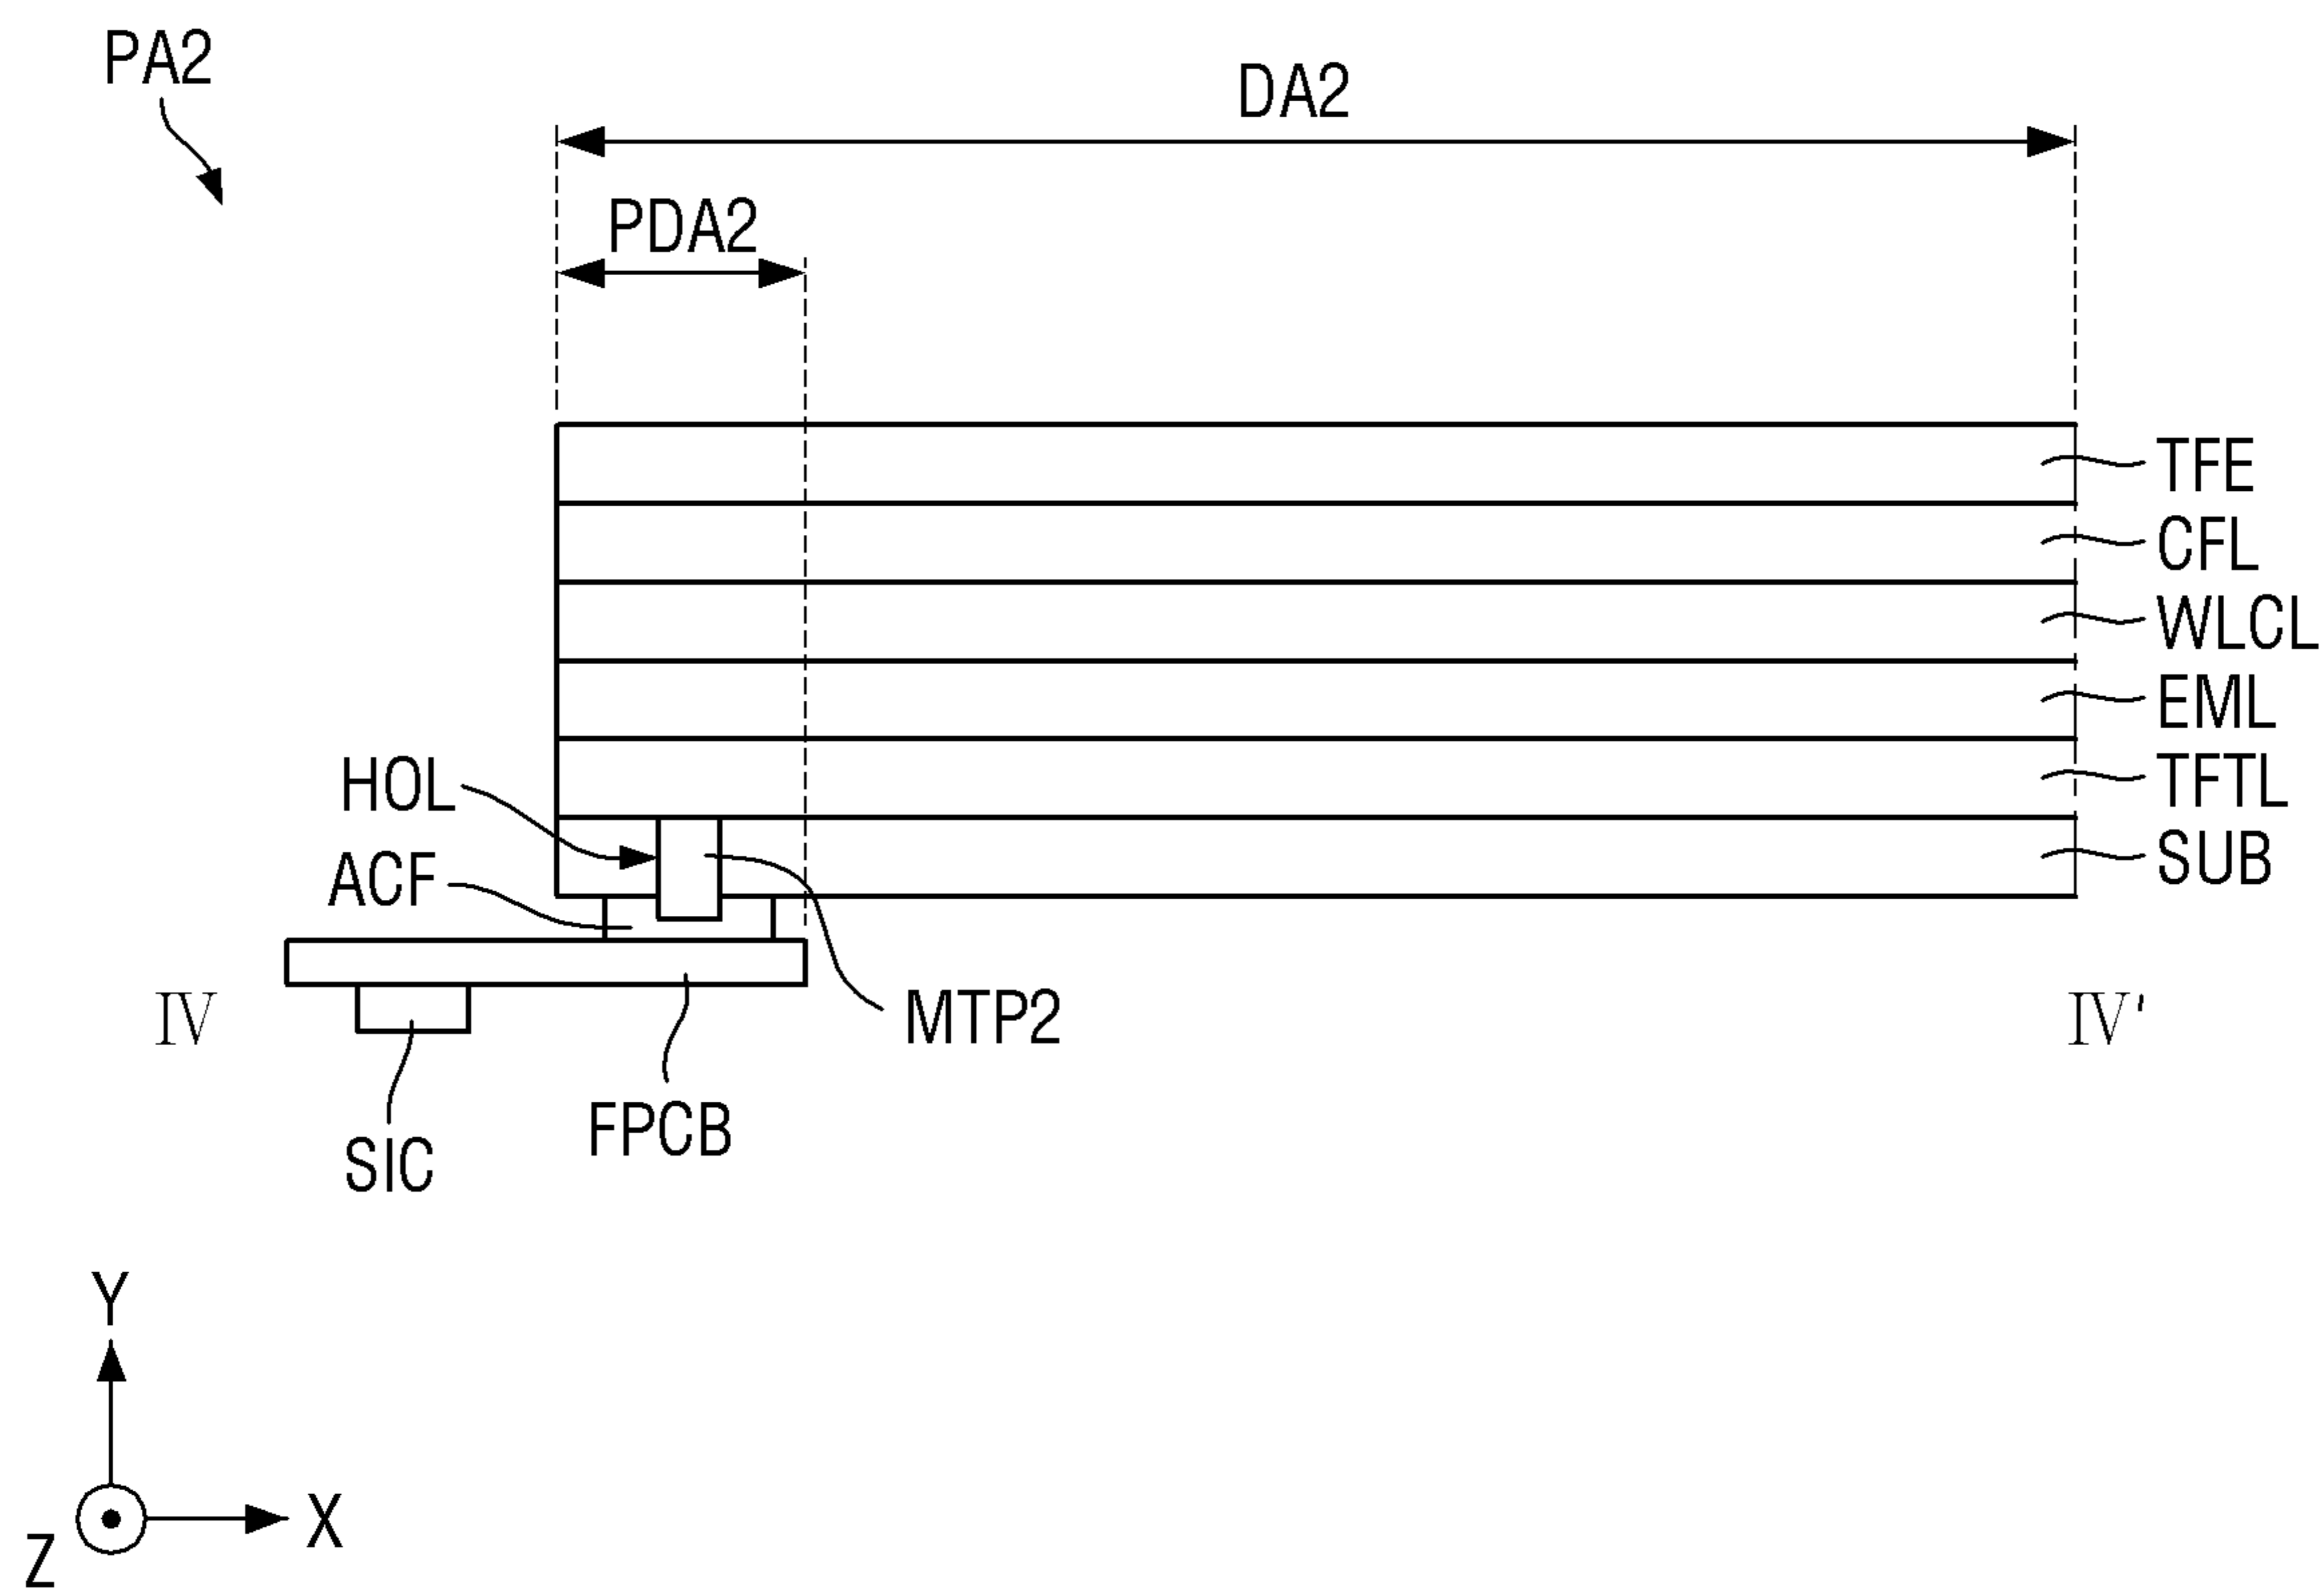 PA2
DA2
PDA2
TFE
CFL
WLCL
EML
HOL
TFTL
ACF
SUB
IV
MTP2
IV'
FPCB
SIC
Y
X
Z